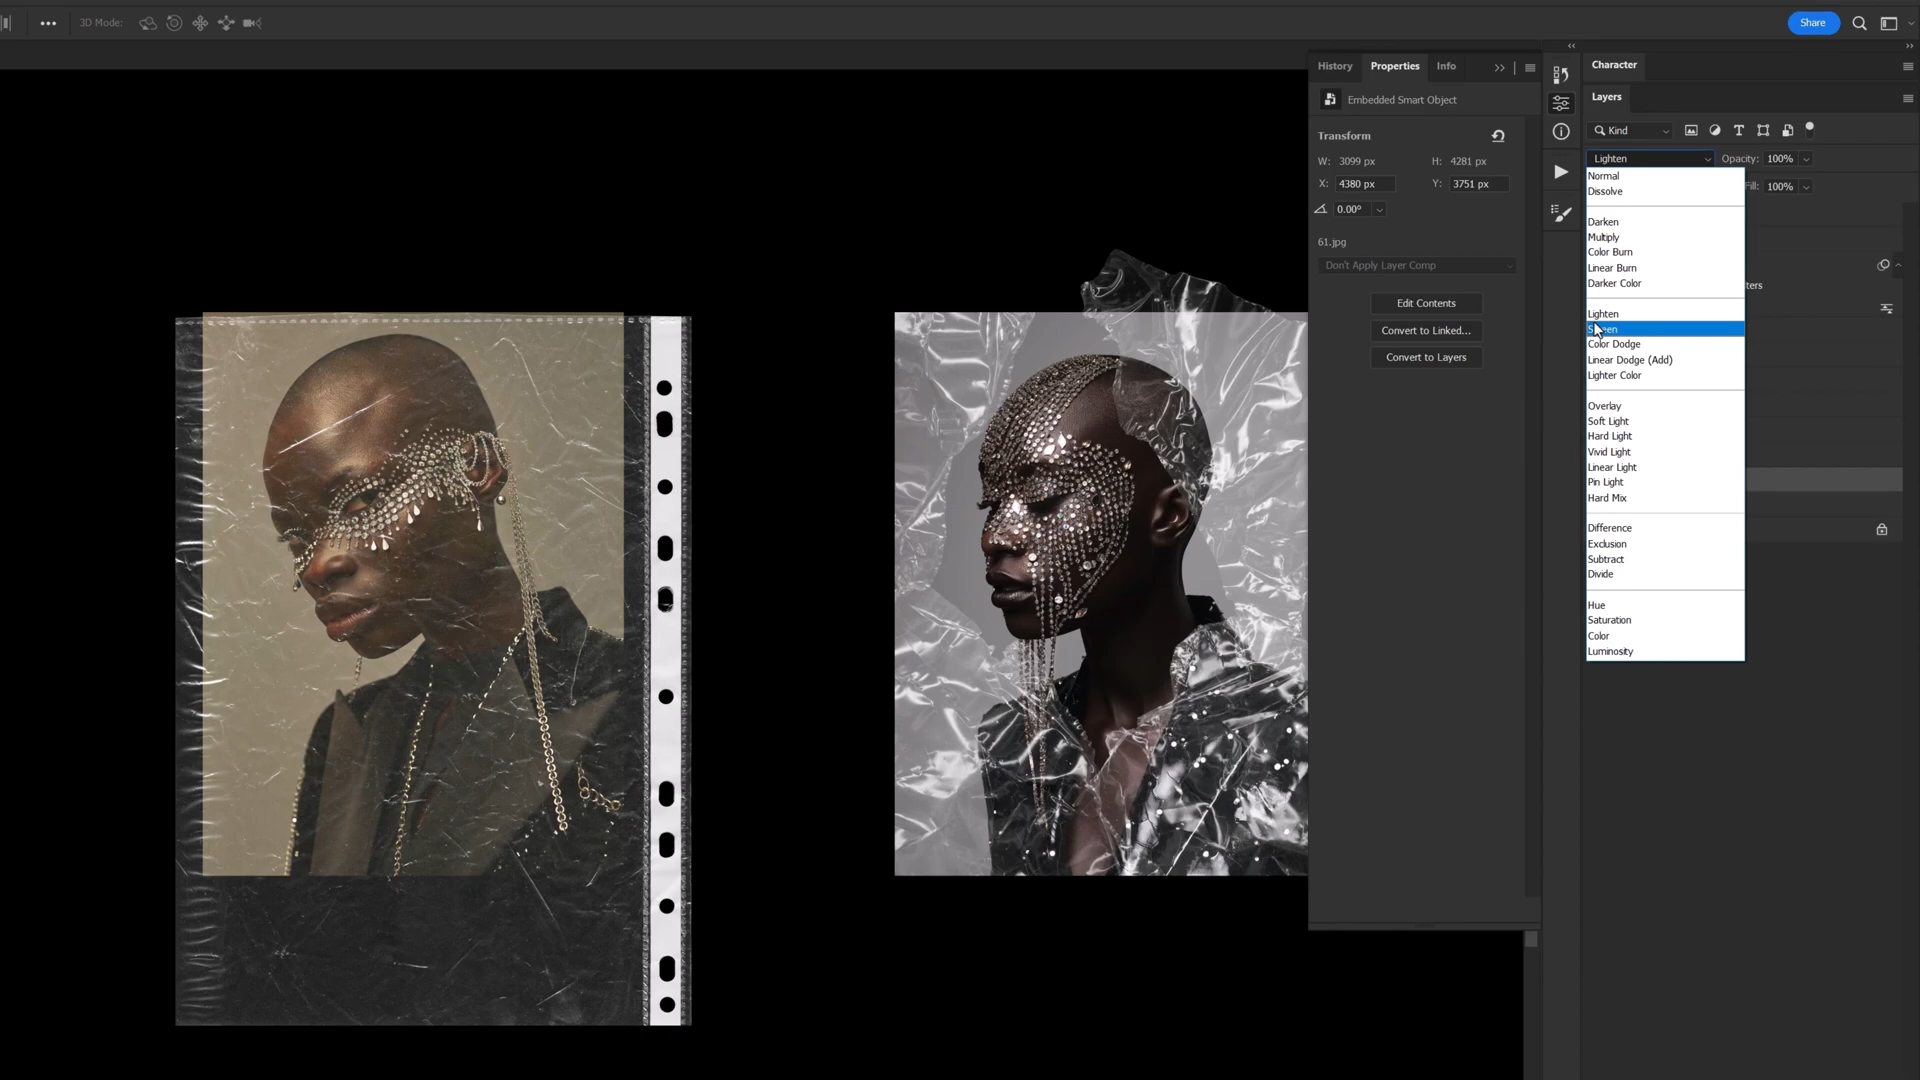 3D Mode:
Share
History
Properties
Info
Embedded Smart Object
Transform
W: 3099 px
H: 4281 px
X: 4380 px
Y: 3751 px
0.00°
61.jpg
Don't Apply Layer Comp
Edit Contents
Convert to Linked...
Convert to Layers
Character
Layers
Kind
Lighten
Opacity: 100%
Fill: 100%
Normal
Dissolve
Darken
Multiply
Color Burn
Linear Burn
Darker Color
Lighten
Color Dodge
Linear Dodge (Add)
Lighter Color
Overlay
Soft Light
Hard Light
Vivid Light
Linear Light
Pin Light
Hard Mix
Difference
Exclusion
Subtract
Divide
Hue
Saturation
Color
Luminosity